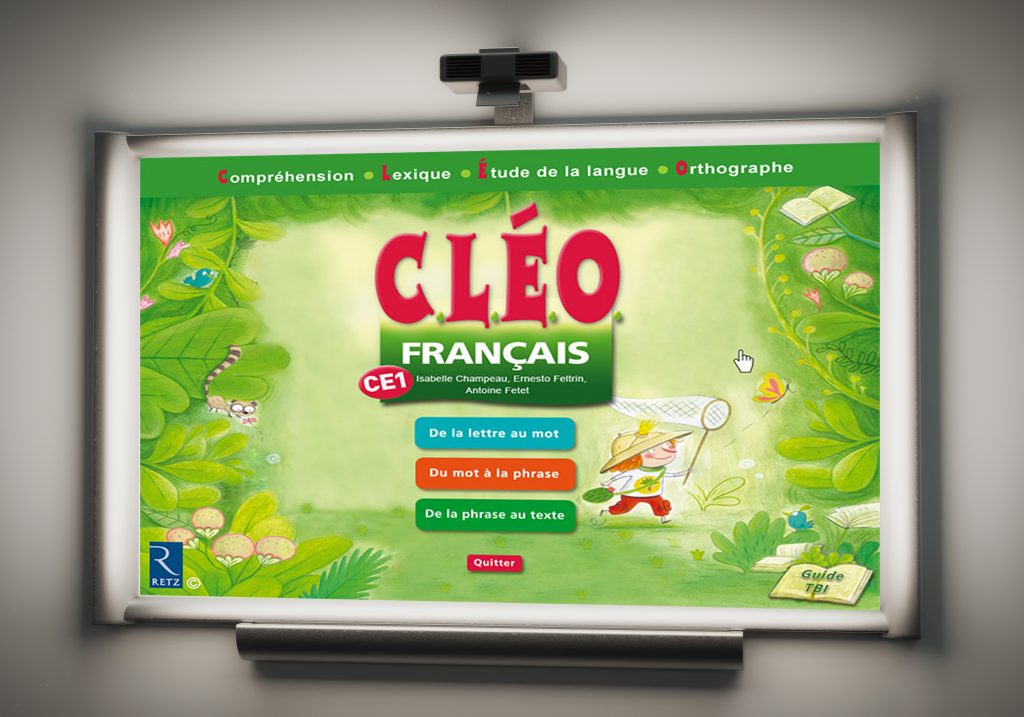 Compréhension • Lexique • Étude de la langue • Orthographe
C.L.É.O.
FRANÇAIS
CE1
Isabelle Champeau, Ernesto Feltrin,
Antoine Fetet
De la lettre au mot
Du mot à la phrase
De la phrase au texte
Quitter
R
RETZ ©
Guide
TBI